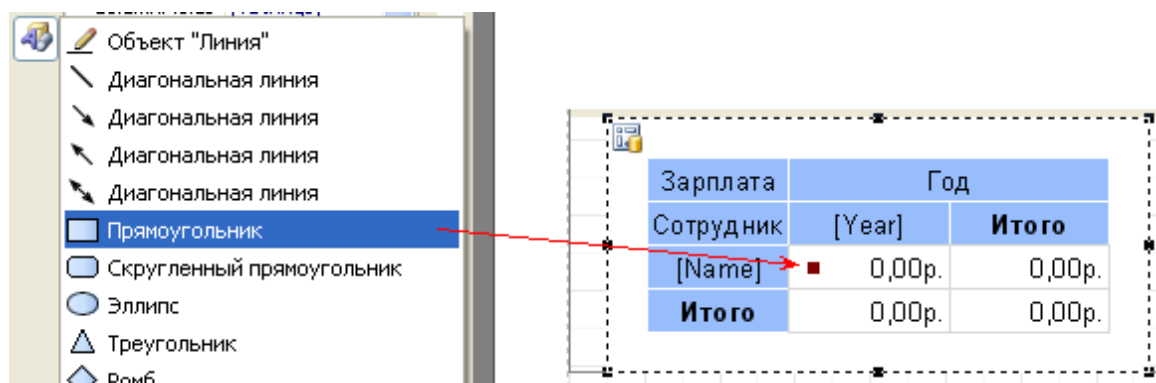 Объект "Линия"
Диагональная линия
Диагональная линия
Диагональная линия
Диагональная линия
Прямоугольник
Скругленный прямоугольник
Эллипс
Треугольник
Ромб
Зарплата Год
Сотрудник [Year] Итого
[Name] 0,00р. 0,00р.
Итого 0,00р. 0,00р.